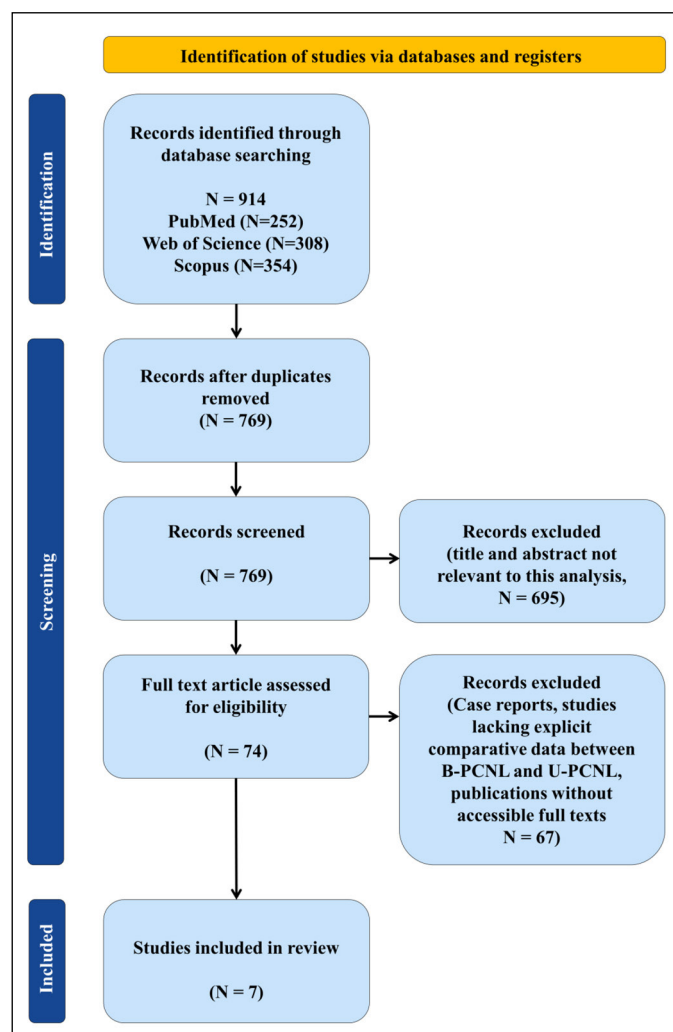 Identification of studies via databases and registers
Identification
Records identified through
database searching
N = 914
PubMed (N=252)
Web of Science (N=308)
Scopus (N=354)
Screening
Records after duplicates
removed
(N = 769)
Records screened
(N = 769)
Records excluded
(title and abstract not
relevant to this analysis,
N = 695)
Full text article assessed
for eligibility
(N = 74)
Records excluded
(Case reports, studies
lacking explicit
comparative data between
B-PCNL and U-PCNL,
publications without
accessible full texts
N = 67)
Included
Studies included in review
(N = 7)